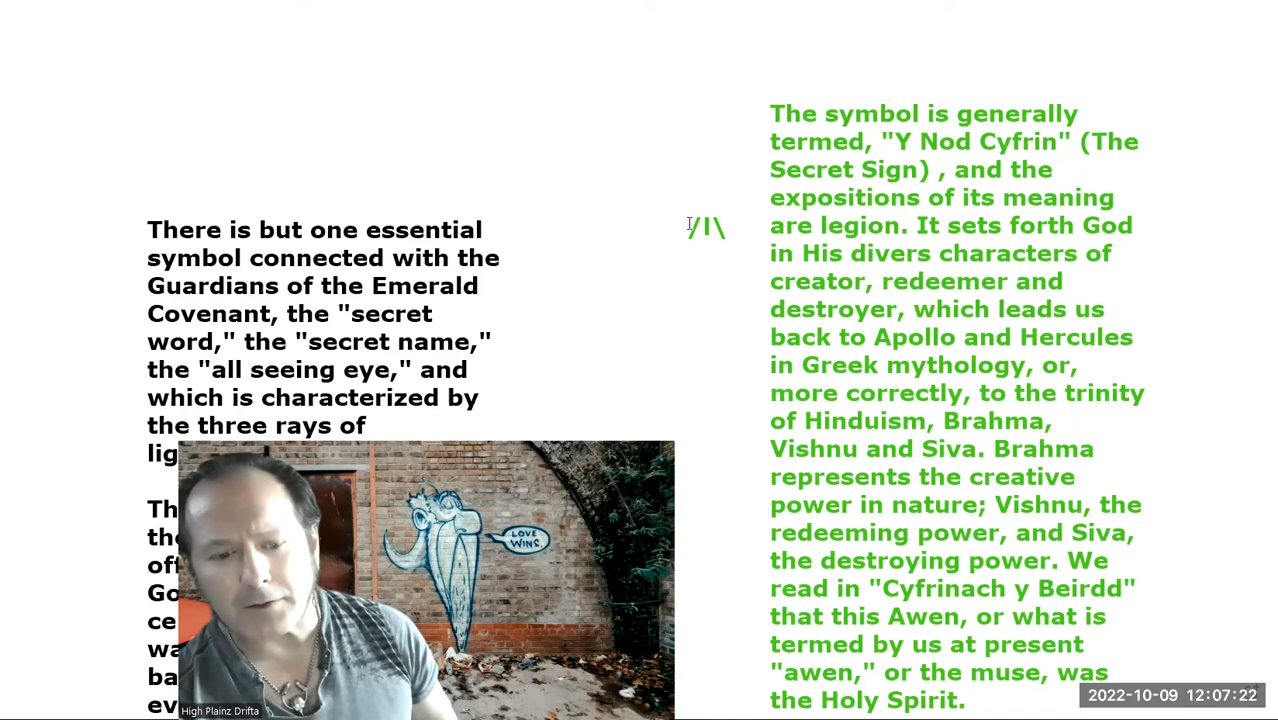 There is but one essential
symbol connected with the
Guardians of the Emerald
Covenant, the "secret
word," the "secret name,"
the "all seeing eye," and
which is characterized by
the three rays of
/I\
The symbol is generally
termed, "Y Nod Cyfrin" (The
Secret Sign) , and the
expositions of its meaning
are legion. It sets forth God
in His divers characters of
creator, redeemer and
destroyer, which leads us
back to Apollo and Hercules
in Greek mythology, or,
more correctly, to the trinity
of Hinduism, Brahma,
Vishnu and Siva. Brahma
represents the creative
power in nature; Vishnu, the
redeeming power, and Siva,
the destroying power. We
read in "Cyfrinach y Beirdd"
that this Awen, or what is
termed by us at present
"awen," or the muse, was
the Holy Spirit.
LOVE
WINS.
High Plainz Drifta
2022-10-09 12:07:22